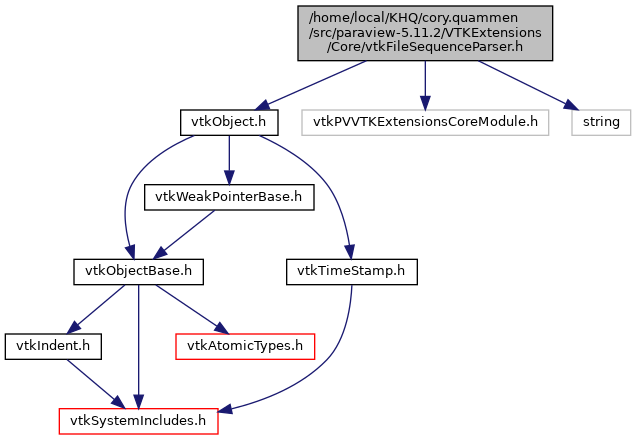 /home/local/KHQ/cory.quammen
/src/paraview-5.11.2/VTKExtensions
/Core/vtkFileSequenceParser.h
vtkObject.h
vtkPVVTKExtensionsCoreModule.h
string
vtkWeakPointerBase.h
vtkObjectBase.h
vtkTimeStamp.h
vtkIndent.h
vtkAtomicTypes.h
vtkSystemIncludes.h